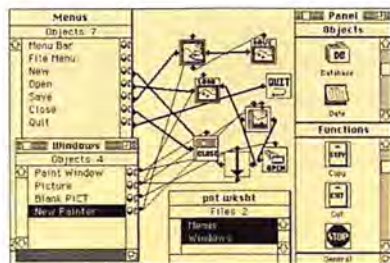 Menus
Objects 7
Menu Bar
File Menu
New
Open
Save
Close
Quit
Windows
Objects 4
Paint Window
Picture
Blank PICT
New Painter
SAVE
QUIT
CLOSE
OPEN
pnt wksht
Files 2
Menus
Windows
Panel
Objects
DB
Database
Date
Functions
COPY
Copy
CUT
Cut
STOP
General